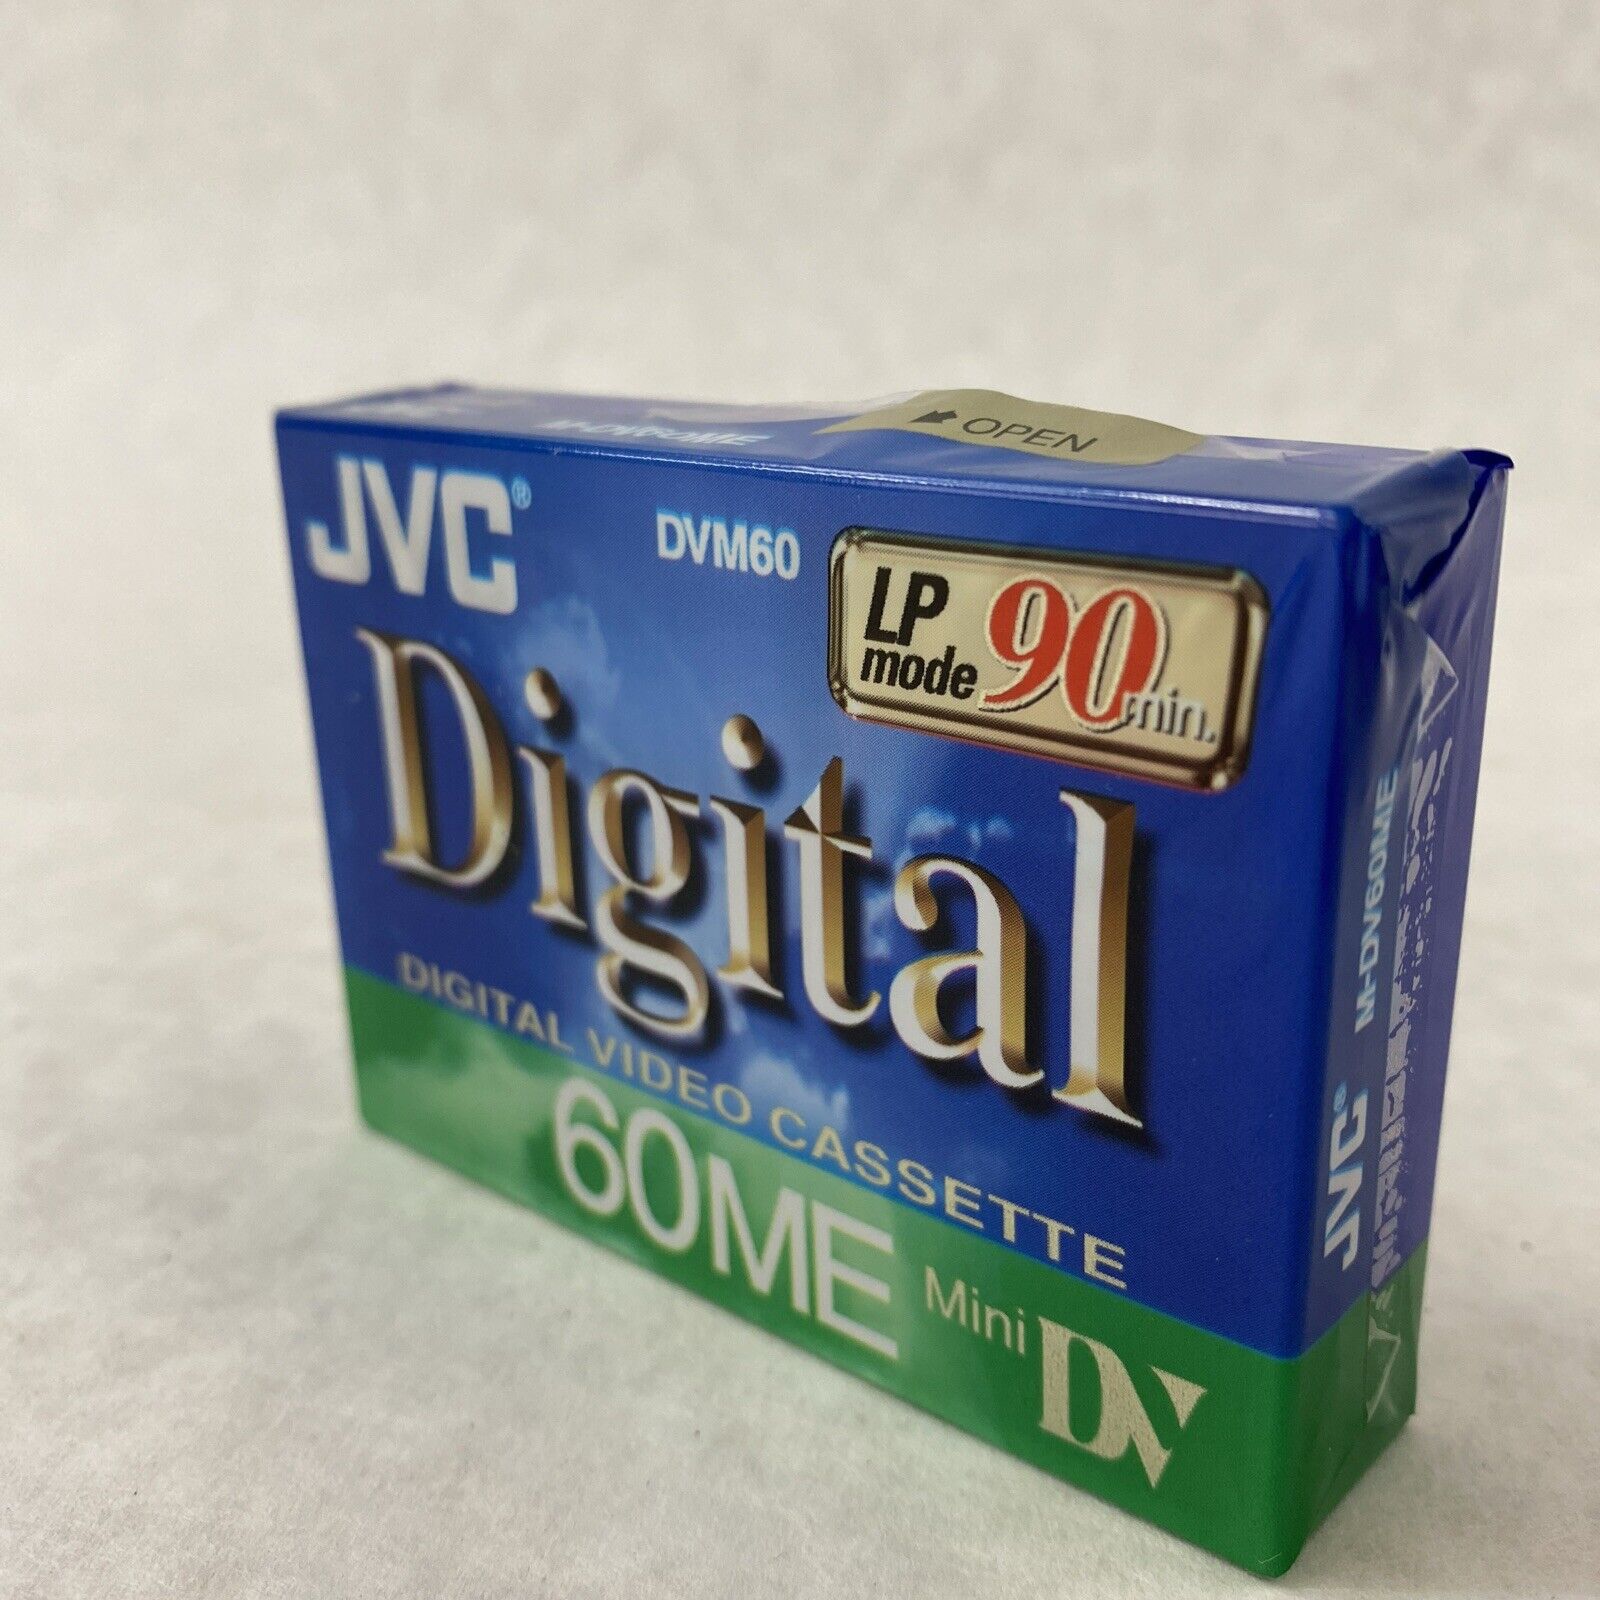 OPEN
JVC®
DVM60
LP mode 90 min.
Digital
DIGITAL VIDEO CASSETTE
60ME
Mini DV
JVC® M-DV60ME